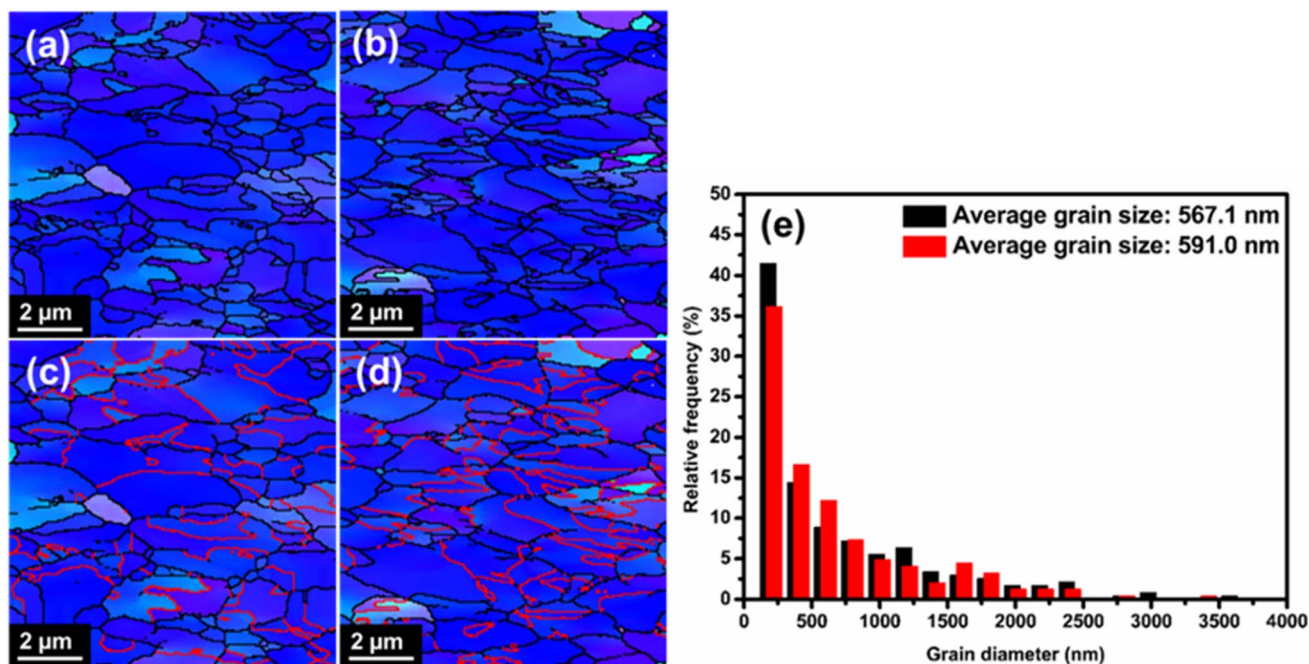 (a)
2 µm
(b)
2 µm
(c)
2 µm
(d)
2 µm
(e)
Average grain size: 567.1 nm
Average grain size: 591.0 nm
Relative frequency (%)
50
45
40
35
30
25
20
15
10
5
0
0 500 1000 1500 2000 2500 3000 3500 4000
Grain diameter (nm)